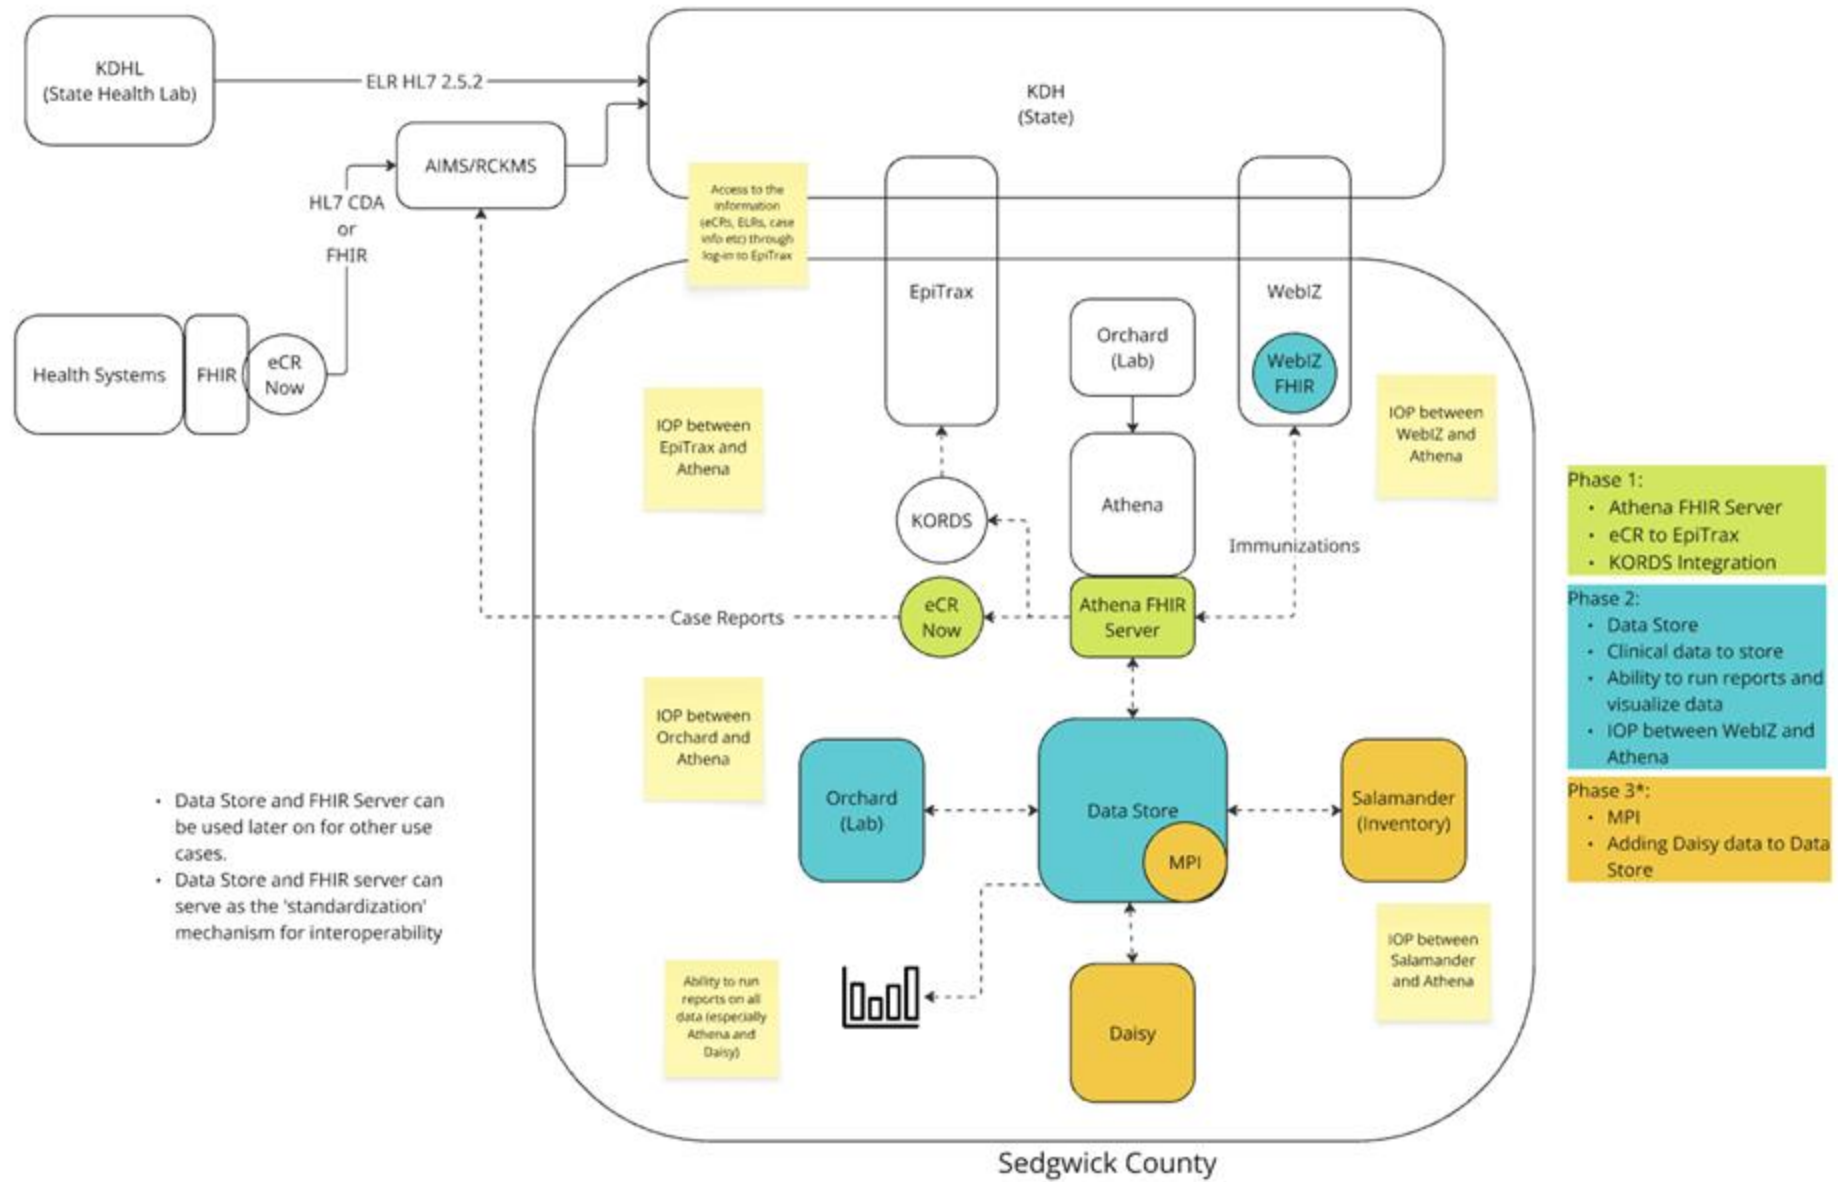 KDHL
(State Health Lab)
ELR HL7 2.5.2
KDH
(State)
AIMS/RCKMS
HL7 CDA
or
FHIR
Access to the
information
(eCRs, ELRs, case
info etc) through
log-in to EpiTrax
Health Systems
FHIR
eCR
Now
EpiTrax
Orchard
(Lab)
WebIZ
WebIZ
FHIR
IOP between
EpiTrax and
Athena
IOP between
WebIZ and
Athena
KORDS
Athena
Immunizations
Case Reports
eCR
Now
Athena FHIR
Server
IOP between
Orchard and
Athena
Orchard
(Lab)
Data Store
MPI
Salamander
(Inventory)
IOP between
Salamander
and Athena
Ability to run
reports on all
data (especially
Athena and
Daisy)
Daisy
Sedgwick County
• Data Store and FHIR Server can
be used later on for other use
cases.
• Data Store and FHIR server can
serve as the 'standardization'
mechanism for interoperability
Phase 1:
• Athena FHIR Server
• eCR to EpiTrax
• KORDS Integration
Phase 2:
• Data Store
• Clinical data to store
• Ability to run reports and
visualize data
• IOP between WebIZ and
Athena
Phase 3*:
• MPI
• Adding Daisy data to Data
Store